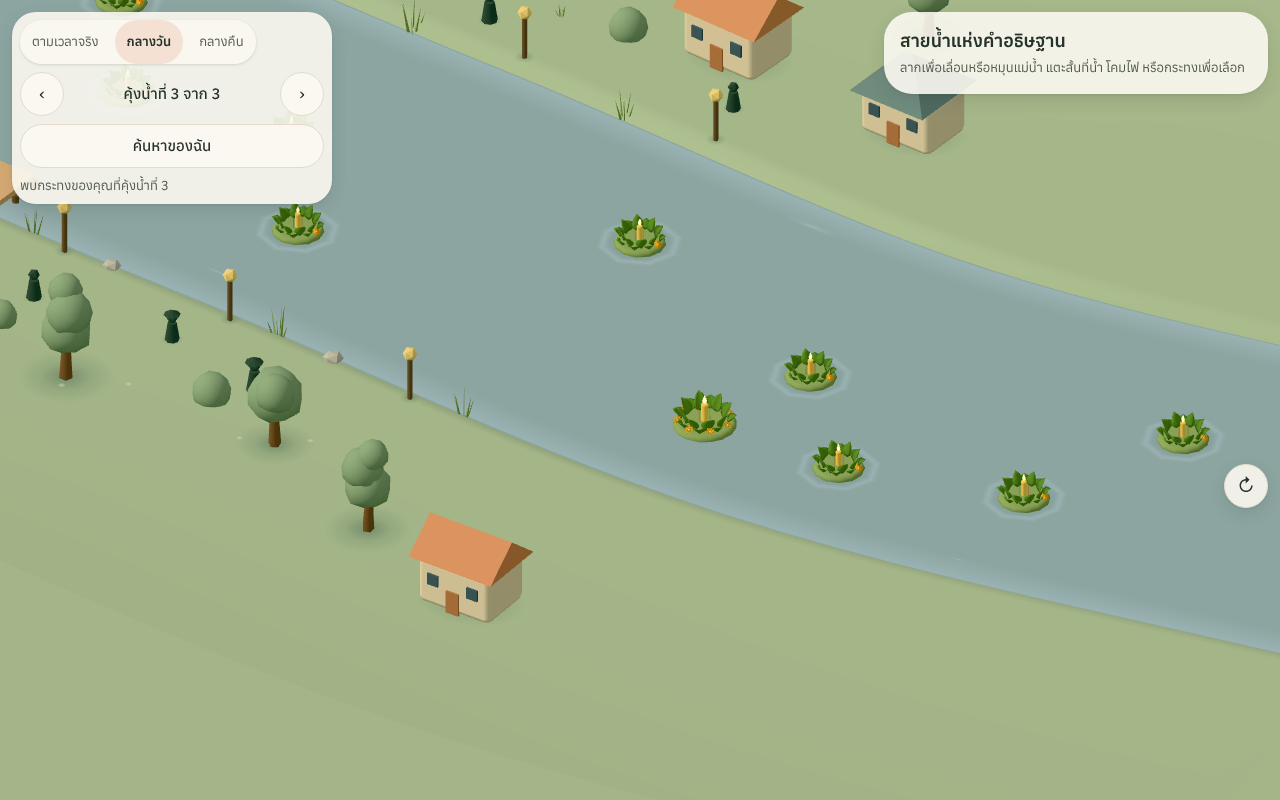 ตามเวลาจริง กลางวัน กลางคืน
‹ คุ้งน้ำที่ 3 จาก 3 ›
ค้นหาของฉัน
พบกระทงของคุณที่คุ้งน้ำที่ 3
สายน้ำแห่งคำอธิษฐาน
ลากเพื่อเลื่อนหรือหมุนแม่น้ำ แตะสั้นที่น้ำ โคมไฟ หรือกระทงเพื่อเลือก